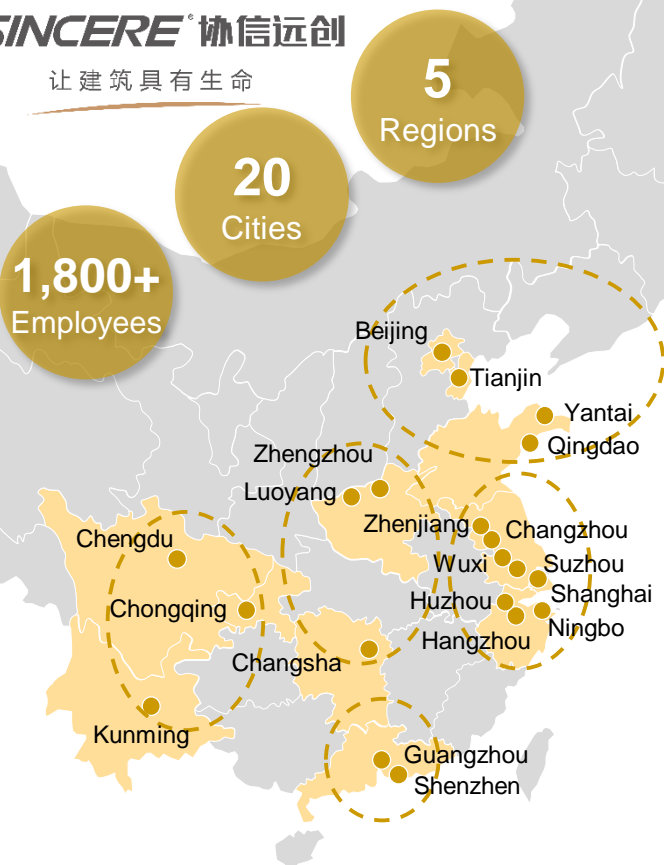 SINCERE® 协信远创
让建筑具有生命
5
Regions
20
Cities
1,800+
Employees
Beijing
Tianjin
Yantai
Qingdao
Zhengzhou
Luoyang
Zhenjiang
Changzhou
Wuxi
Suzhou
Shanghai
Huzhou
Ningbo
Hangzhou
Chengdu
Chongqing
Changsha
Kunming
Guangzhou
Shenzhen